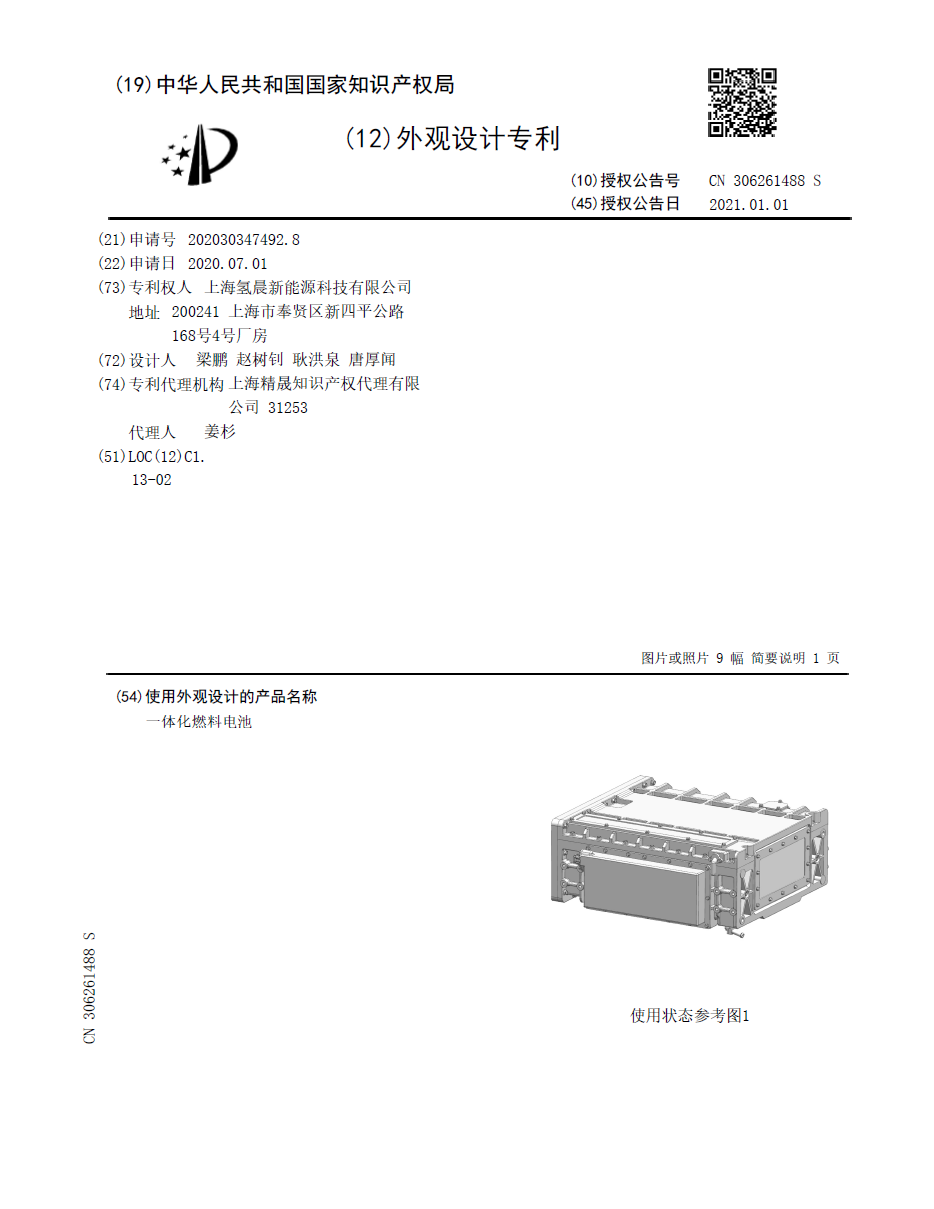 (19)中华人民共和国国家知识产权局
(12)外观设计专利
(10)授权公告号 CN 306261488 S
(45)授权公告日 2021.01.01
(21)申请号 202030347492.8
(22)申请日 2020.07.01
(73)专利权人 上海氢晨新能源科技有限公司
地址 200241 上海市奉贤区新四平公路
168号4号厂房
(72)设计人 梁鹏 赵树钊 耿洪泉 唐厚闻
(74)专利代理机构 上海精晟知识产权代理有限
公司 31253
代理人 姜杉
(51)LOC(12)Cl.
13-02
图片或照片 9 幅 简要说明 1 页
(54)使用外观设计的产品名称
一体化燃料电池
使用状态参考图1
CN 306261488 S